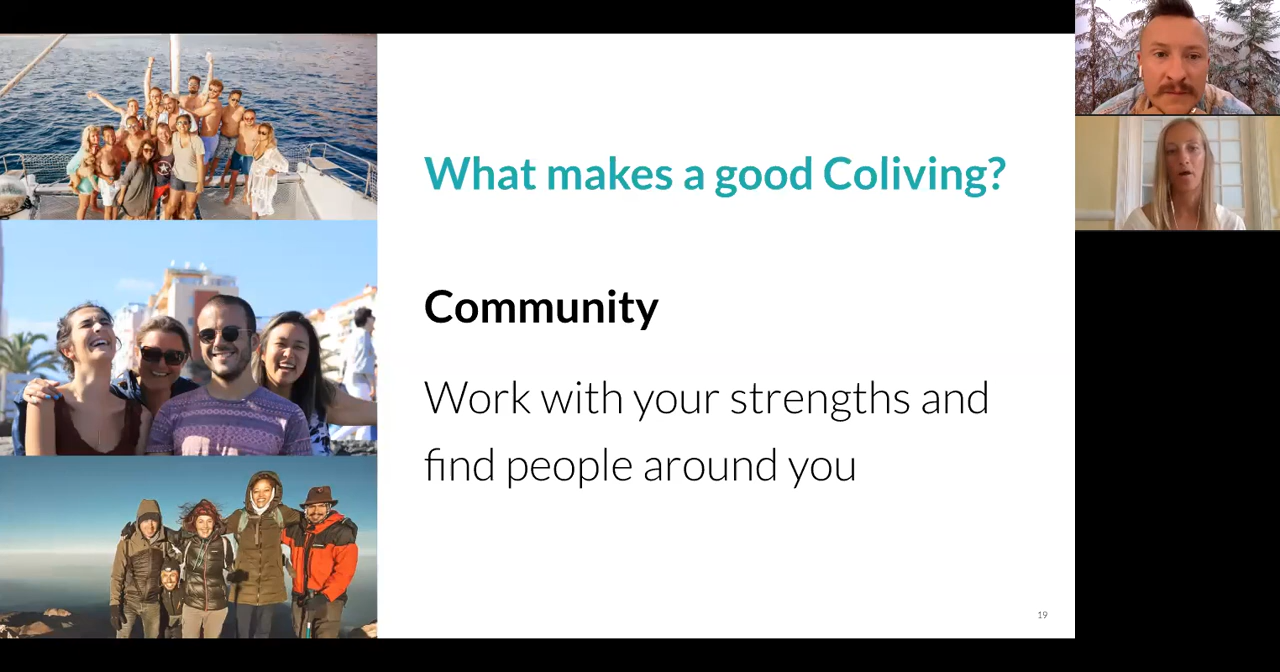 What makes a good Coliving?
Community
Work with your strengths and
find people around you
19